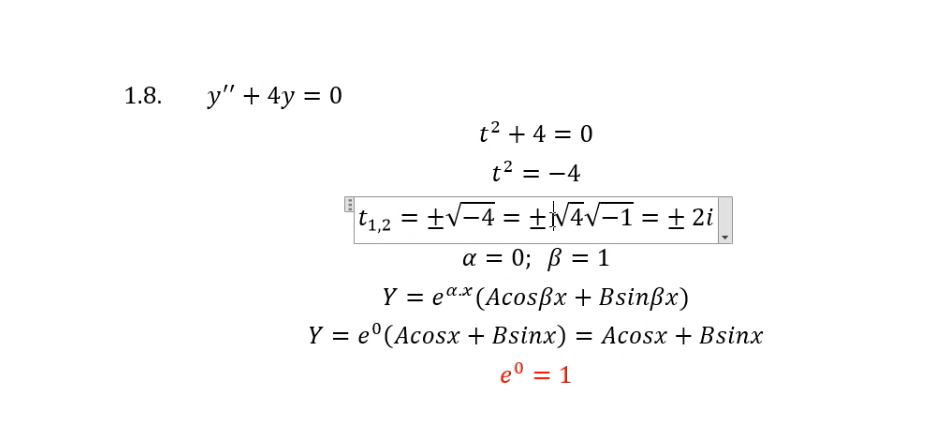 1.8. y′′ + 4y = 0
t² + 4 = 0
t² = −4
t₁,₂ = ±√−4 = ±√4√−1 = ± 2i
α = 0; β = 1
Y = eᵅ·ˣ(Acosβx + Bsinβx)
Y = e⁰(Acosx + Bsinx) = Acosx + Bsinx
e⁰ = 1